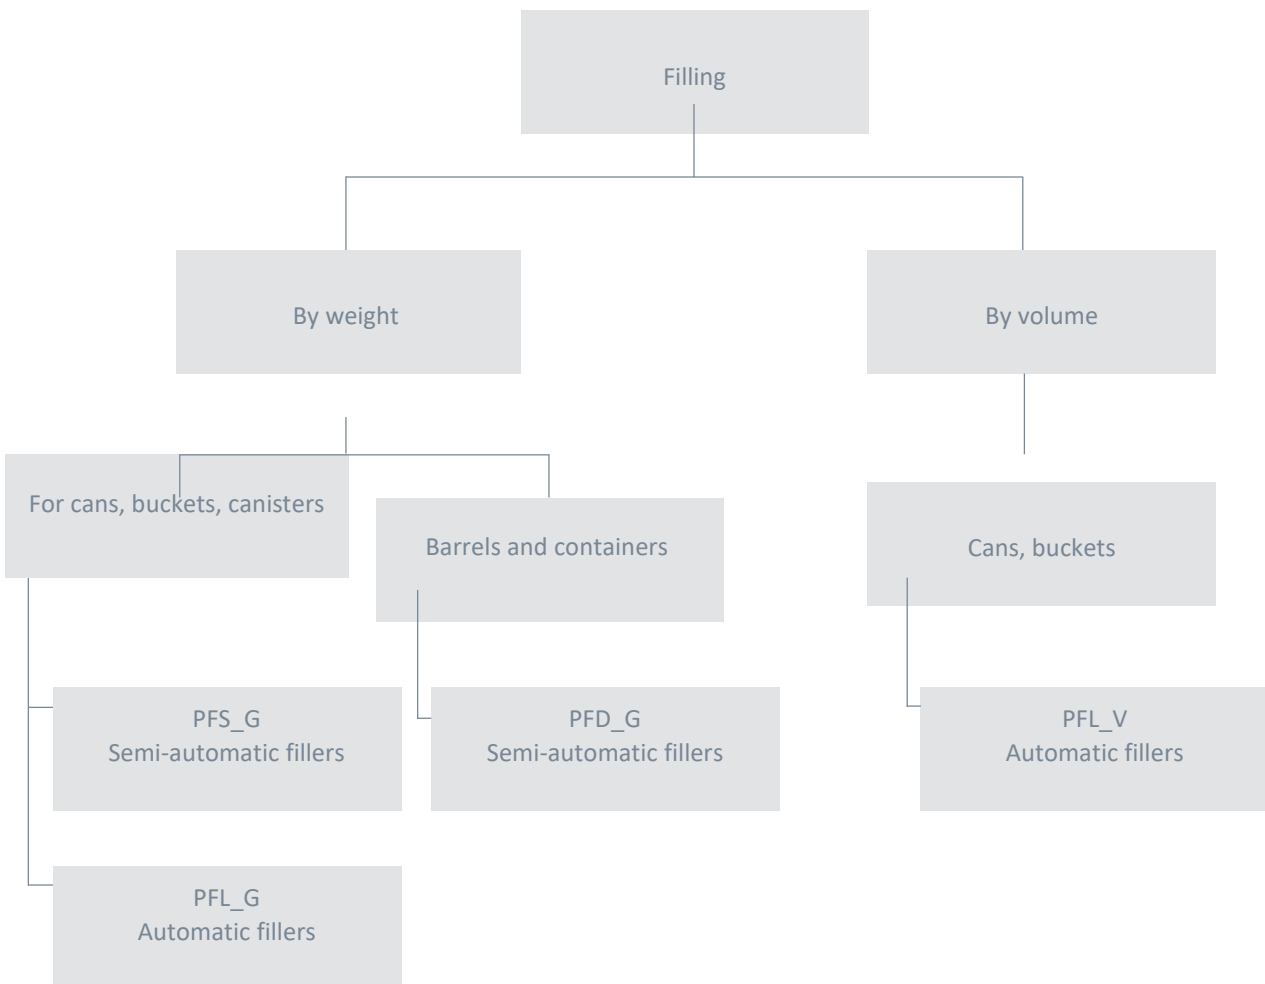 Filling
By weight
By volume
For cans, buckets, canisters
Barrels and containers
Cans, buckets
PFS_G
Semi-automatic fillers
PFD_G
Semi-automatic fillers
PFL_V
Automatic fillers
PFL_G
Automatic fillers